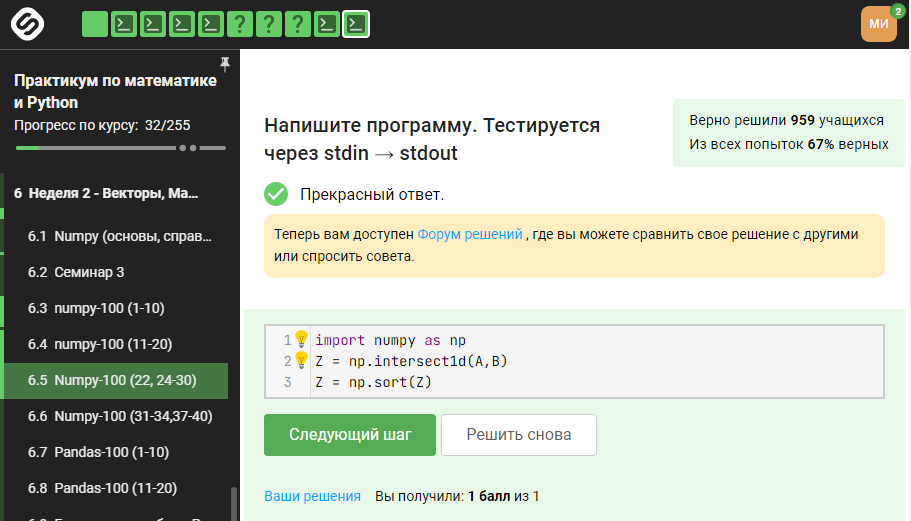 ? ? ?
МИ
2
Практикум по математике
и Python
Прогресс по курсу: 32/255
6 Неделя 2 - Векторы, Ма...
6.1 Numpy (основы, справ...
6.2 Семинар 3
6.3 numpy-100 (1-10)
6.4 numpy-100 (11-20)
6.5 Numpy-100 (22, 24-30)
6.6 Numpy-100 (31-34,37-40)
6.7 Pandas-100 (1-10)
6.8 Pandas-100 (11-20)
Напишите программу. Тестируется
через stdin → stdout
Верно решили 959 учащихся
Из всех попыток 67% верных
Прекрасный ответ.
Теперь вам доступен Форум решений , где вы можете сравнить свое решение с другими
или спросить совета.
1 import numpy as np
2 Z = np.intersect1d(A,B)
3 Z = np.sort(Z)
Следующий шаг
Решить снова
Ваши решения Вы получили: 1 балл из 1